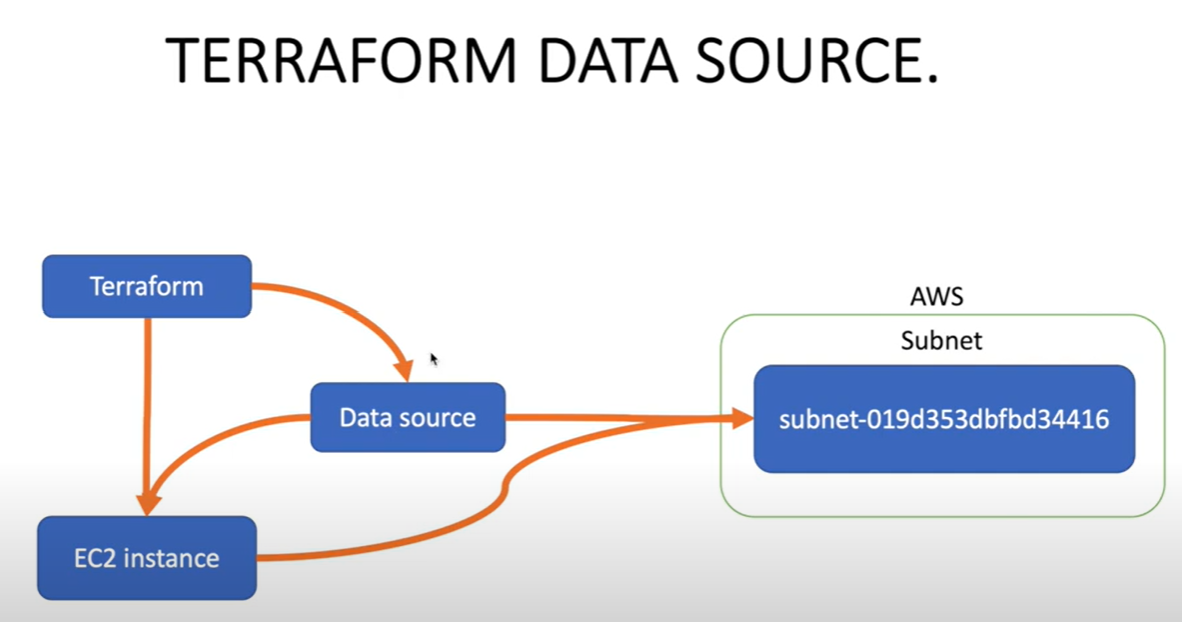 TERRAFORM DATA SOURCE.
Terraform
AWS
Subnet
Data source
subnet-019d353dbfbd34416
EC2 instance